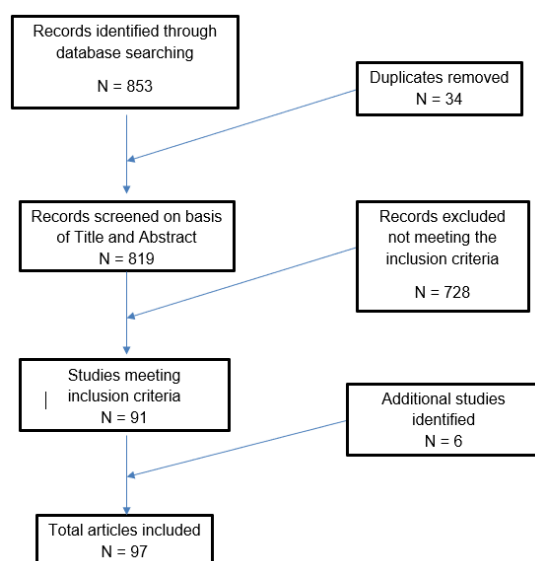 Records identified through
database searching
N = 853
Duplicates removed
N = 34
Records screened on basis
of Title and Abstract
N = 819
Records excluded
not meeting the
inclusion criteria
N = 728
Studies meeting
inclusion criteria
N = 91
Additional studies
identified
N = 6
Total articles included
N = 97